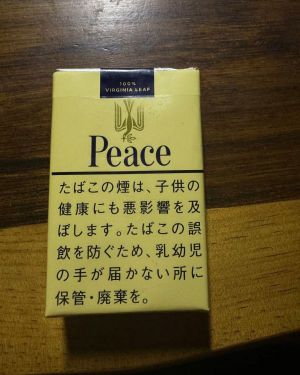 100%
VIRGINIA LEAF
Peace
たばこの煙は、子供の
健康にも悪影響を及
ぼします。たばこの誤
飲を防ぐため、乳幼児
の手が届かない所に
保管・廃棄を。